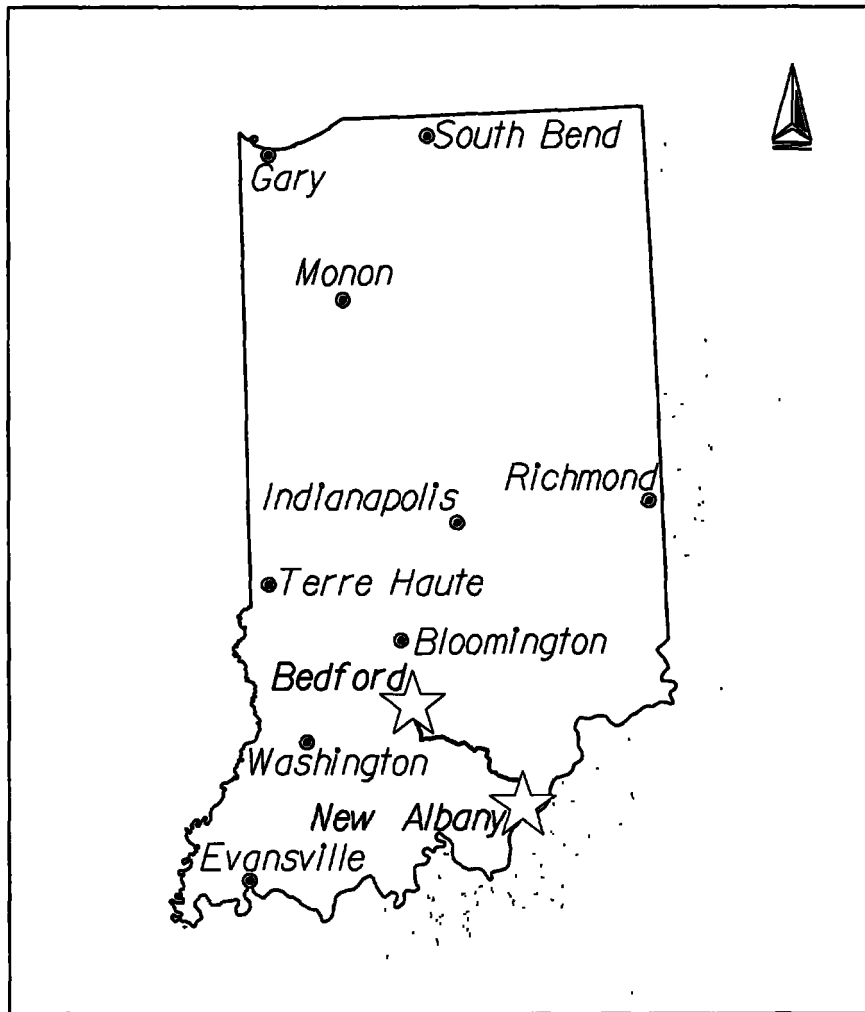 South Bend
Gary
Monon
Richmond
Indianapolis
Terre Haute
Bloomington
Bedford
Washington
New Albany
Evansville